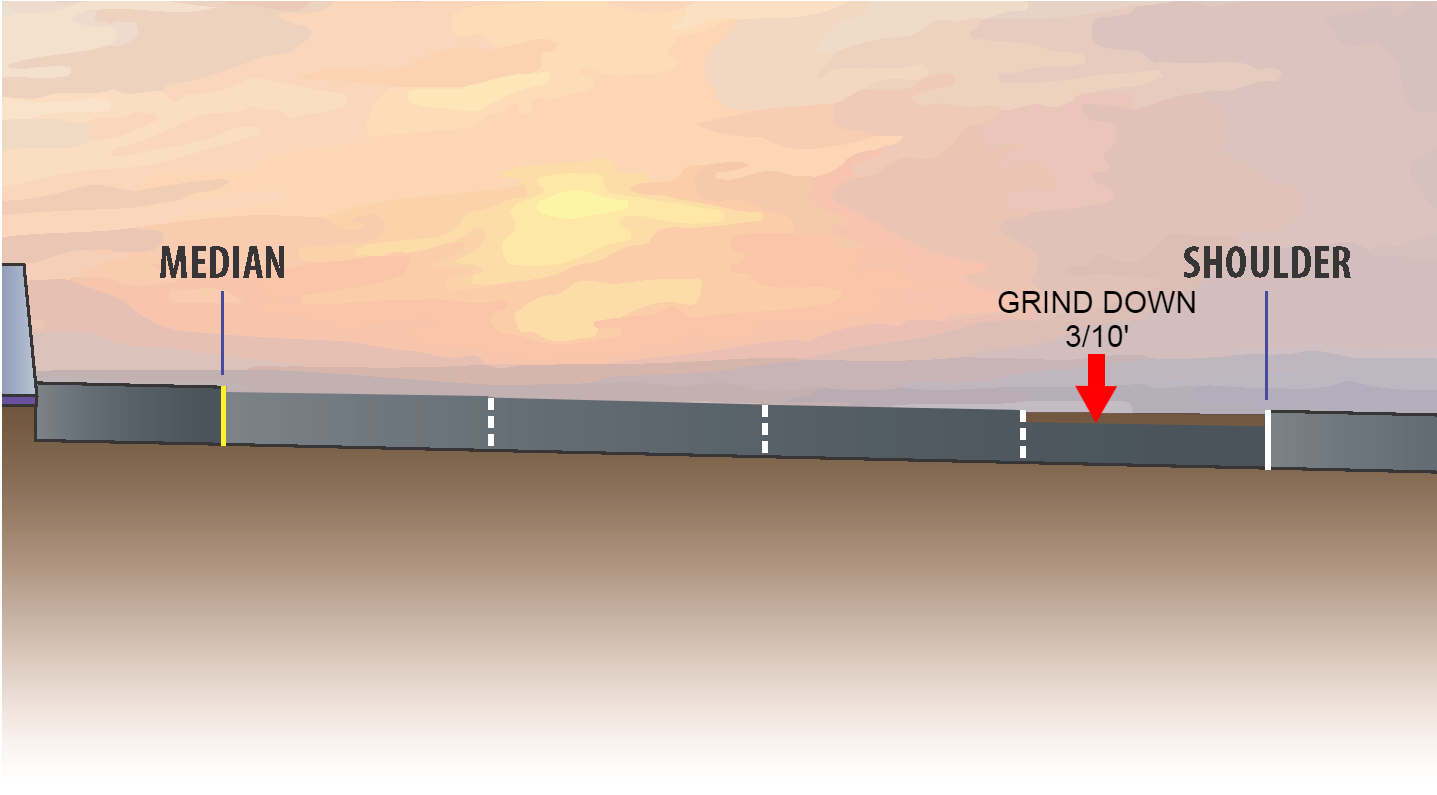 MEDIAN
SHOULDER
GRIND DOWN
3/10'